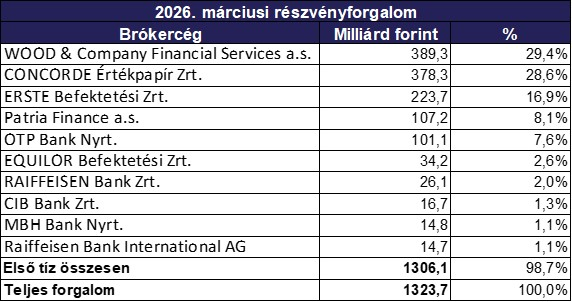 2026. márciusi részvényforgalom
Brókercég Milliárd forint %
WOOD & Company Financial Services a.s. 389,3 29,4%
CONCORDE Értékpapír Zrt. 378,3 28,6%
ERSTE Befektetési Zrt. 223,7 16,9%
Patria Finance a.s. 107,2 8,1%
OTP Bank Nyrt. 101,1 7,6%
EQUILOR Befektetési Zrt. 34,2 2,6%
RAIFFEISEN Bank Zrt. 26,1 2,0%
CIB Bank Zrt. 16,7 1,3%
MBH Bank Nyrt. 14,8 1,1%
Raiffeisen Bank International AG 14,7 1,1%
Első tíz összesen 1306,1 98,7%
Teljes forgalom 1323,7 100,0%